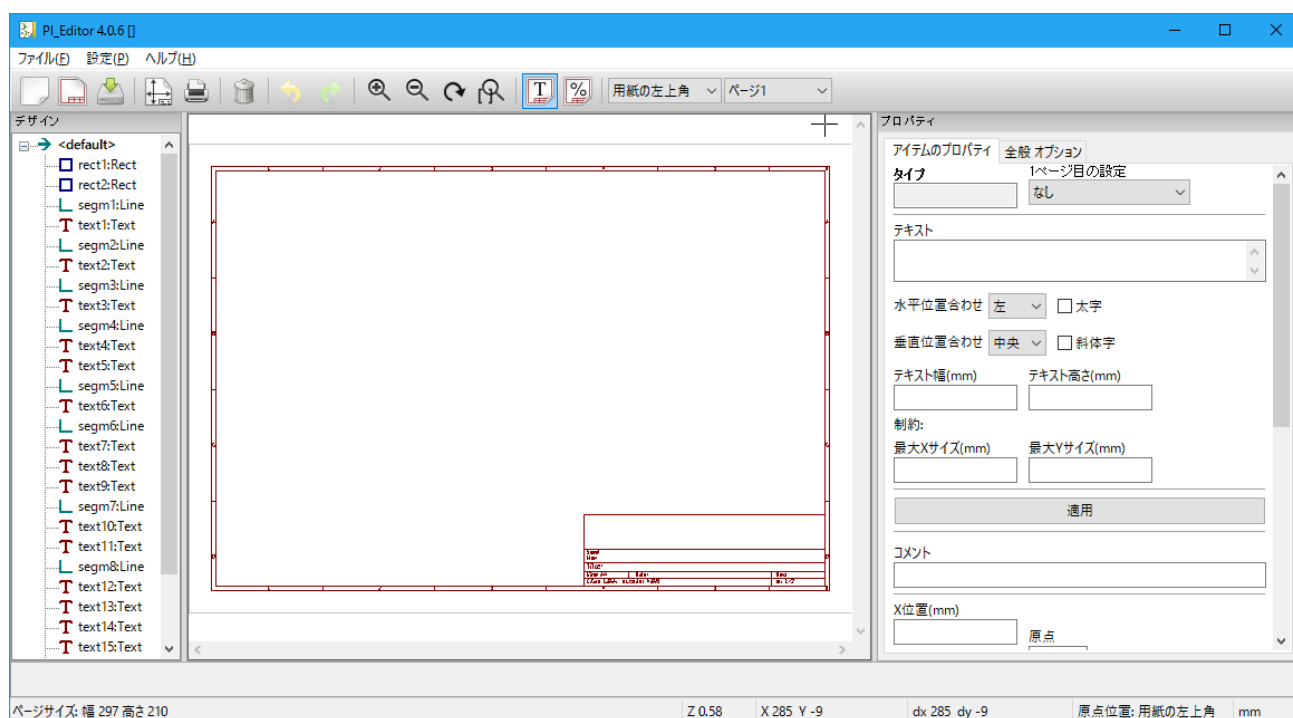 Pl_Editor 4.0.6 []
ファイル(F) 設定(P) ヘルプ(H)
用紙の左上角 ページ1
デザイン
<default>
rect1:Rect
rect2:Rect
segm1:Line
text1:Text
segm2:Line
text2:Text
segm3:Line
text3:Text
segm4:Line
text4:Text
text5:Text
segm5:Line
text6:Text
segm6:Line
text7:Text
text8:Text
text9:Text
segm7:Line
text10:Text
text11:Text
segm8:Line
text12:Text
text13:Text
text14:Text
text15:Text
プロパティ
アイテムのプロパティ 全般 オプション
タイプ 1ページ目の設定
なし
テキスト
水平位置合わせ 左 太字
垂直位置合わせ 中央 斜体字
テキスト幅(mm) テキスト高さ(mm)
制約:
最大Xサイズ(mm) 最大Yサイズ(mm)
適用
コメント
X位置(mm)
原点
ページサイズ: 幅 297 高さ 210 Z 0.58 X 285 Y -9 dx 285 dy -9 原点位置: 用紙の左上角 mm